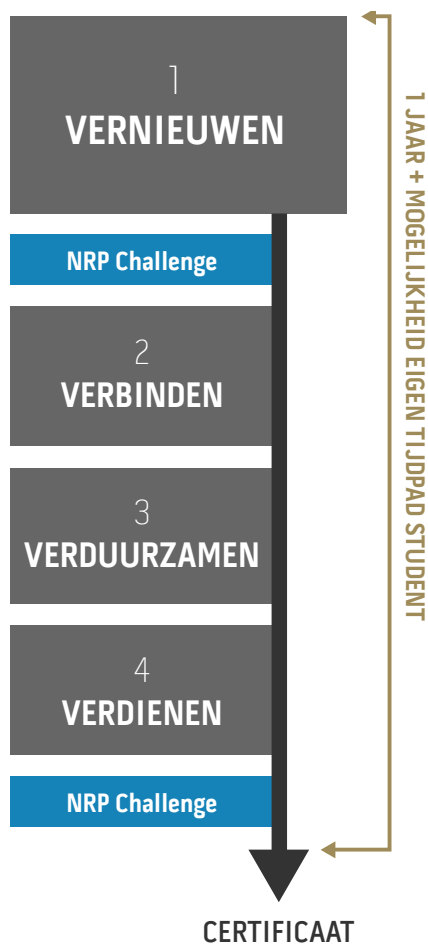 1
VERNIEUWEN
NRP Challenge
2
VERBINDEN
3
VERDUURZAMEN
4
VERDIENEN
NRP Challenge
CERTIFICAAT
1 JAAR + MOGELIJKHEID EIGEN TIJDPAD STUDENT